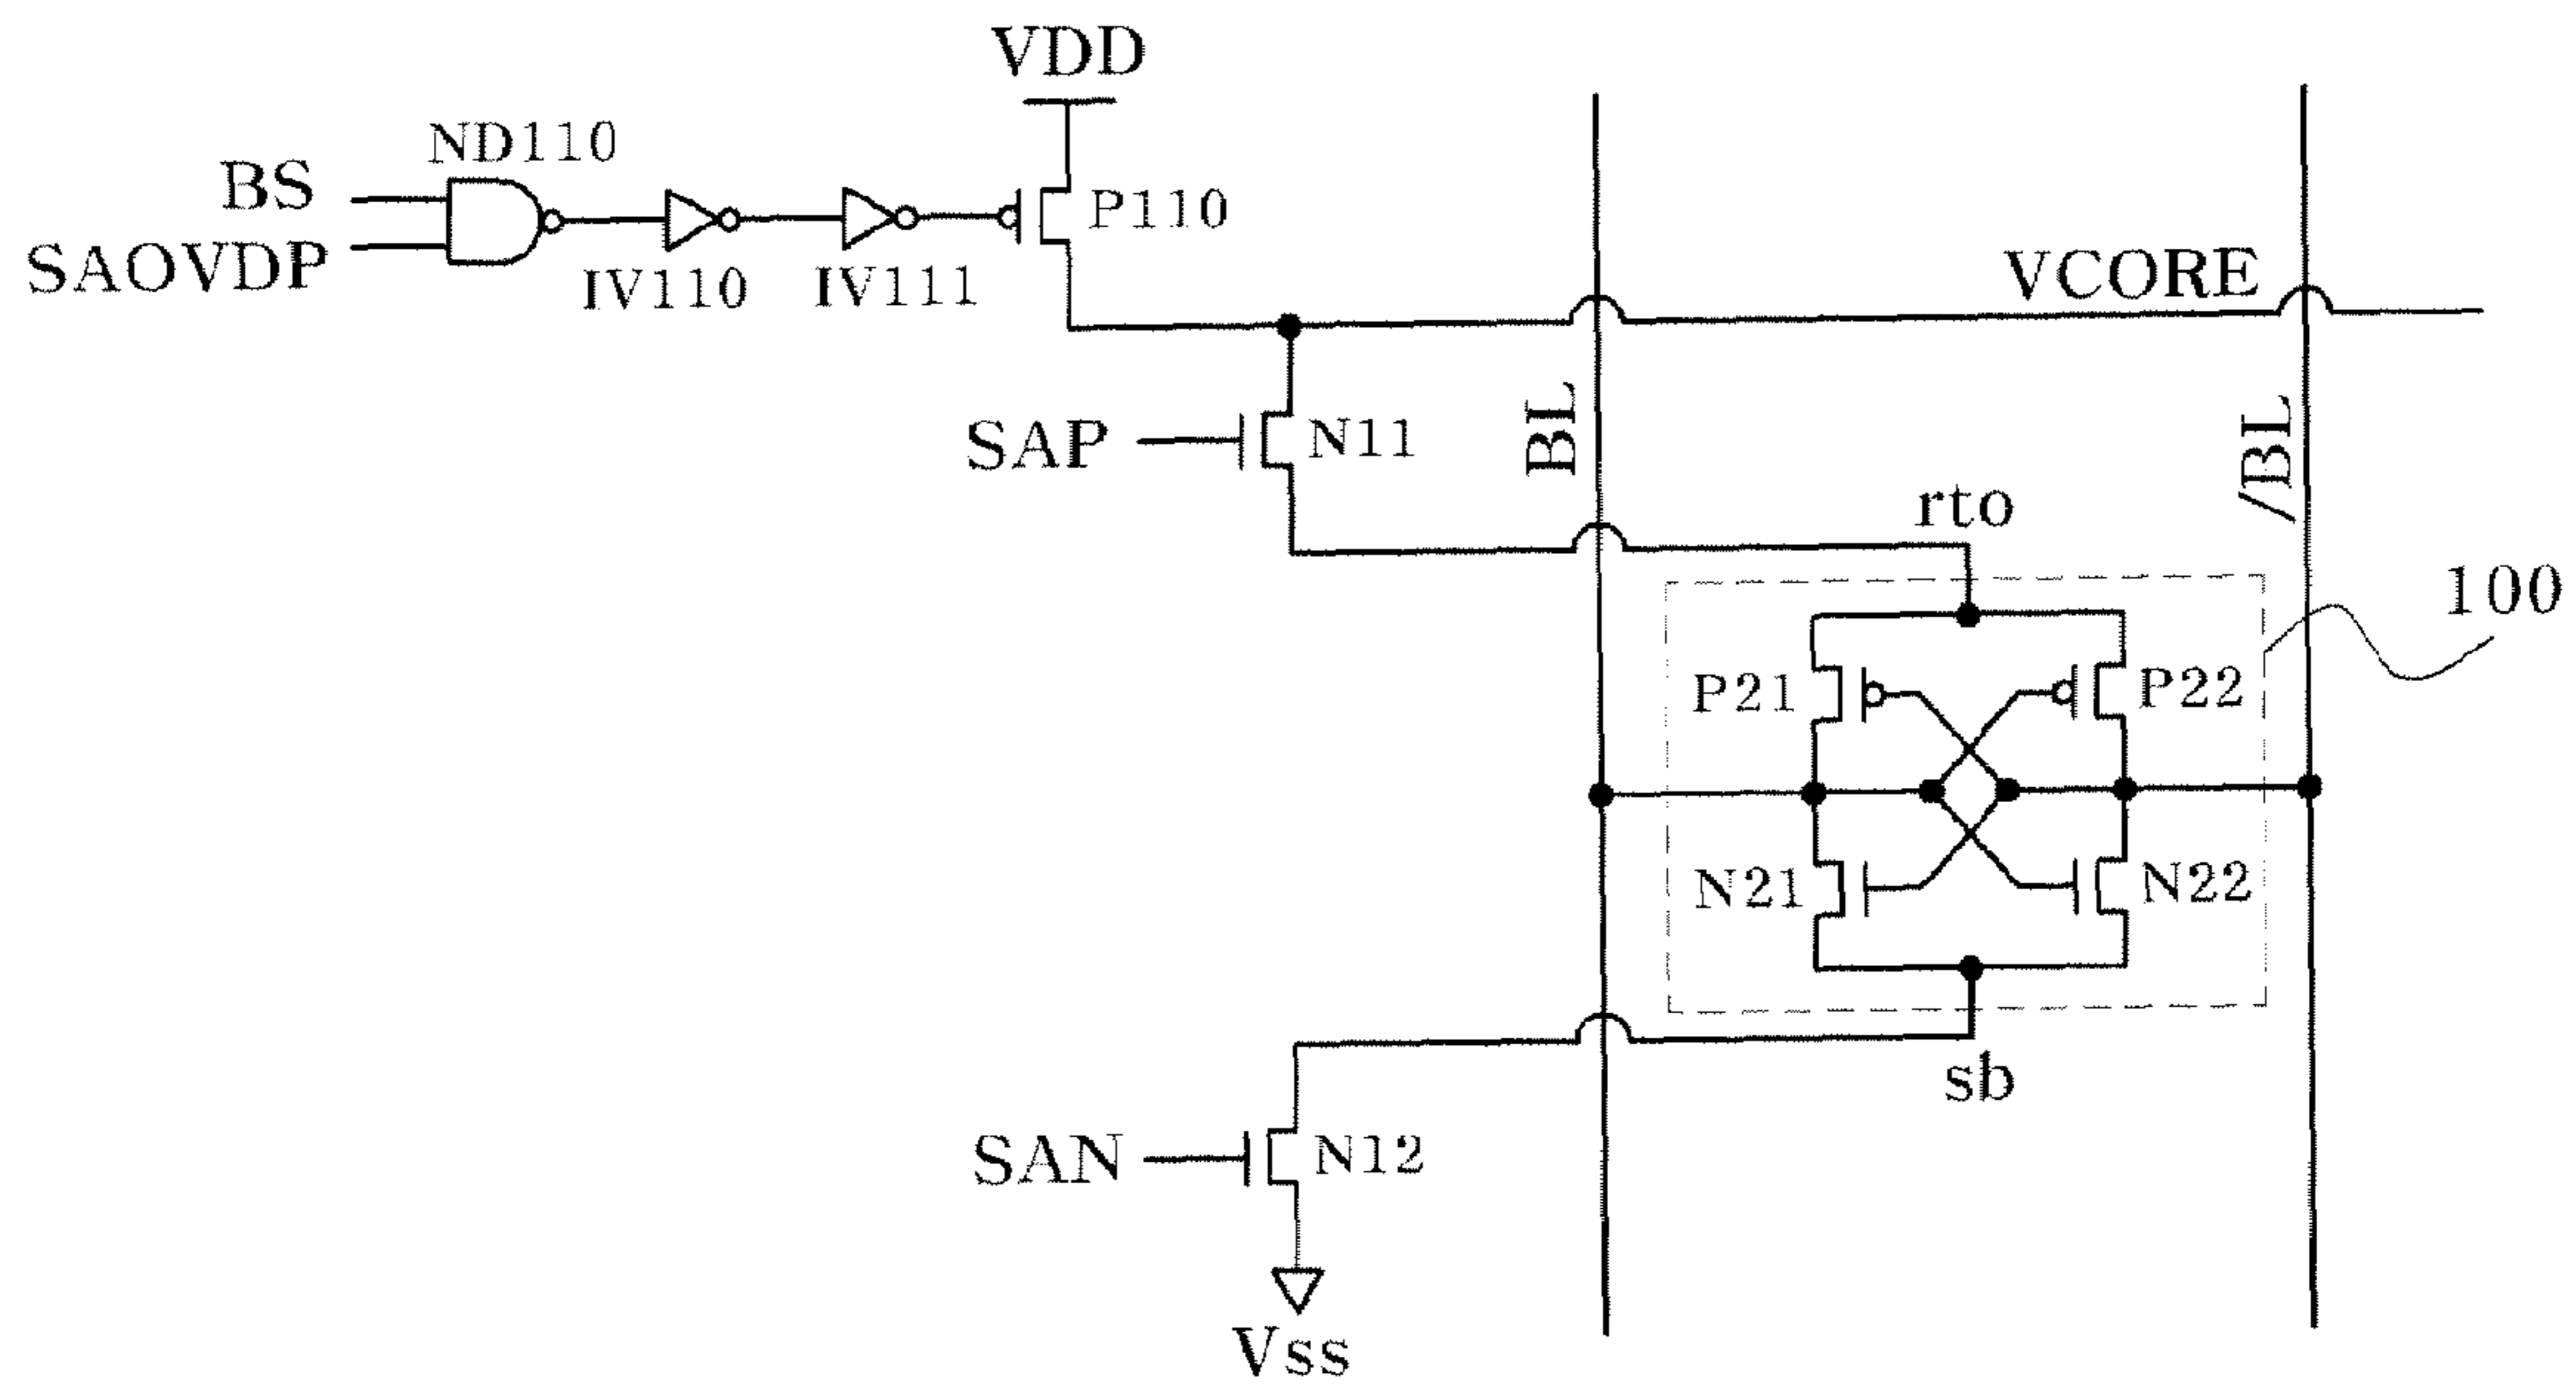 VDD
ND110
BS
SAOVDP
IV110
IV111
P110
VCORE
SAP
N11
BL
/BL
rto
100
P21
P22
N21
N22
sb
SAN
N12
Vss